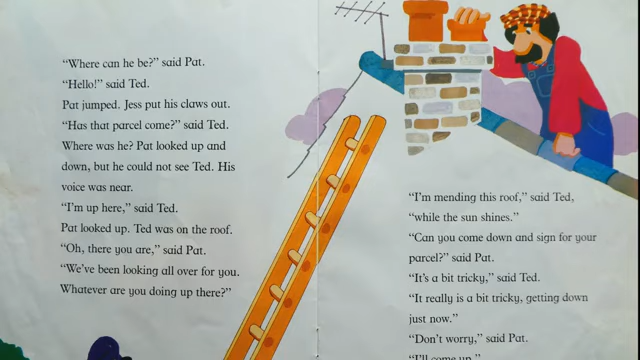 “Where can he be?” said Pat.
“Hello!” said Ted.
Pat jumped. Jess put his claws out.
“Has that parcel come?” said Ted.
Where was he? Pat looked up and
down, but he could not see Ted. His
voice was near.
“I’m up here,” said Ted.
Pat looked up. Ted was on the roof.
“Oh, there you are,” said Pat.
“We’ve been looking all over for you.
Whatever are you doing up there?”
“I’m mending this roof,” said Ted,
“while the sun shines.”
“Can you come down and sign for your
parcel?” said Pat.
“It’s a bit tricky,” said Ted.
“It really is a bit tricky, getting down
just now.”
“Don’t worry,” said Pat.
“I’ll come up.”